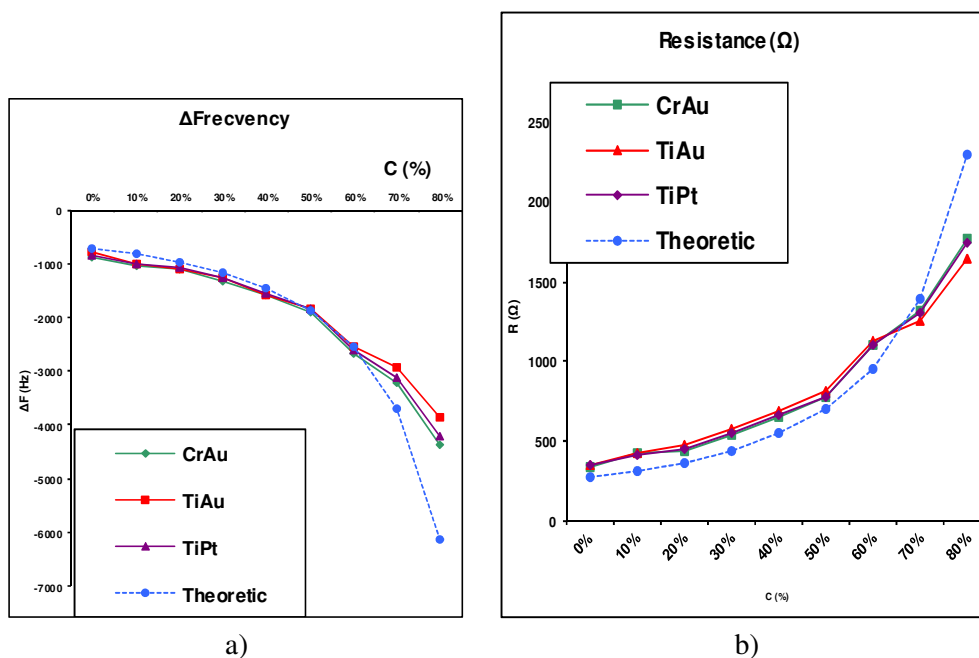 ΔFrecvency
C (%)
0% 10% 20% 30% 40% 50% 60% 70% 80%
0
-1000
-2000
-3000
-4000
-5000
-6000
-7000
ΔF (Hz)
CrAu
TiAu
TiPt
Theoretic
a)
Resistance (Ω)
CrAu
TiAu
TiPt
Theoretic
1500
1000
500
0
R (Ω)
0% 10% 20% 30% 40% 50% 60% 70% 80%
C (%)
b)